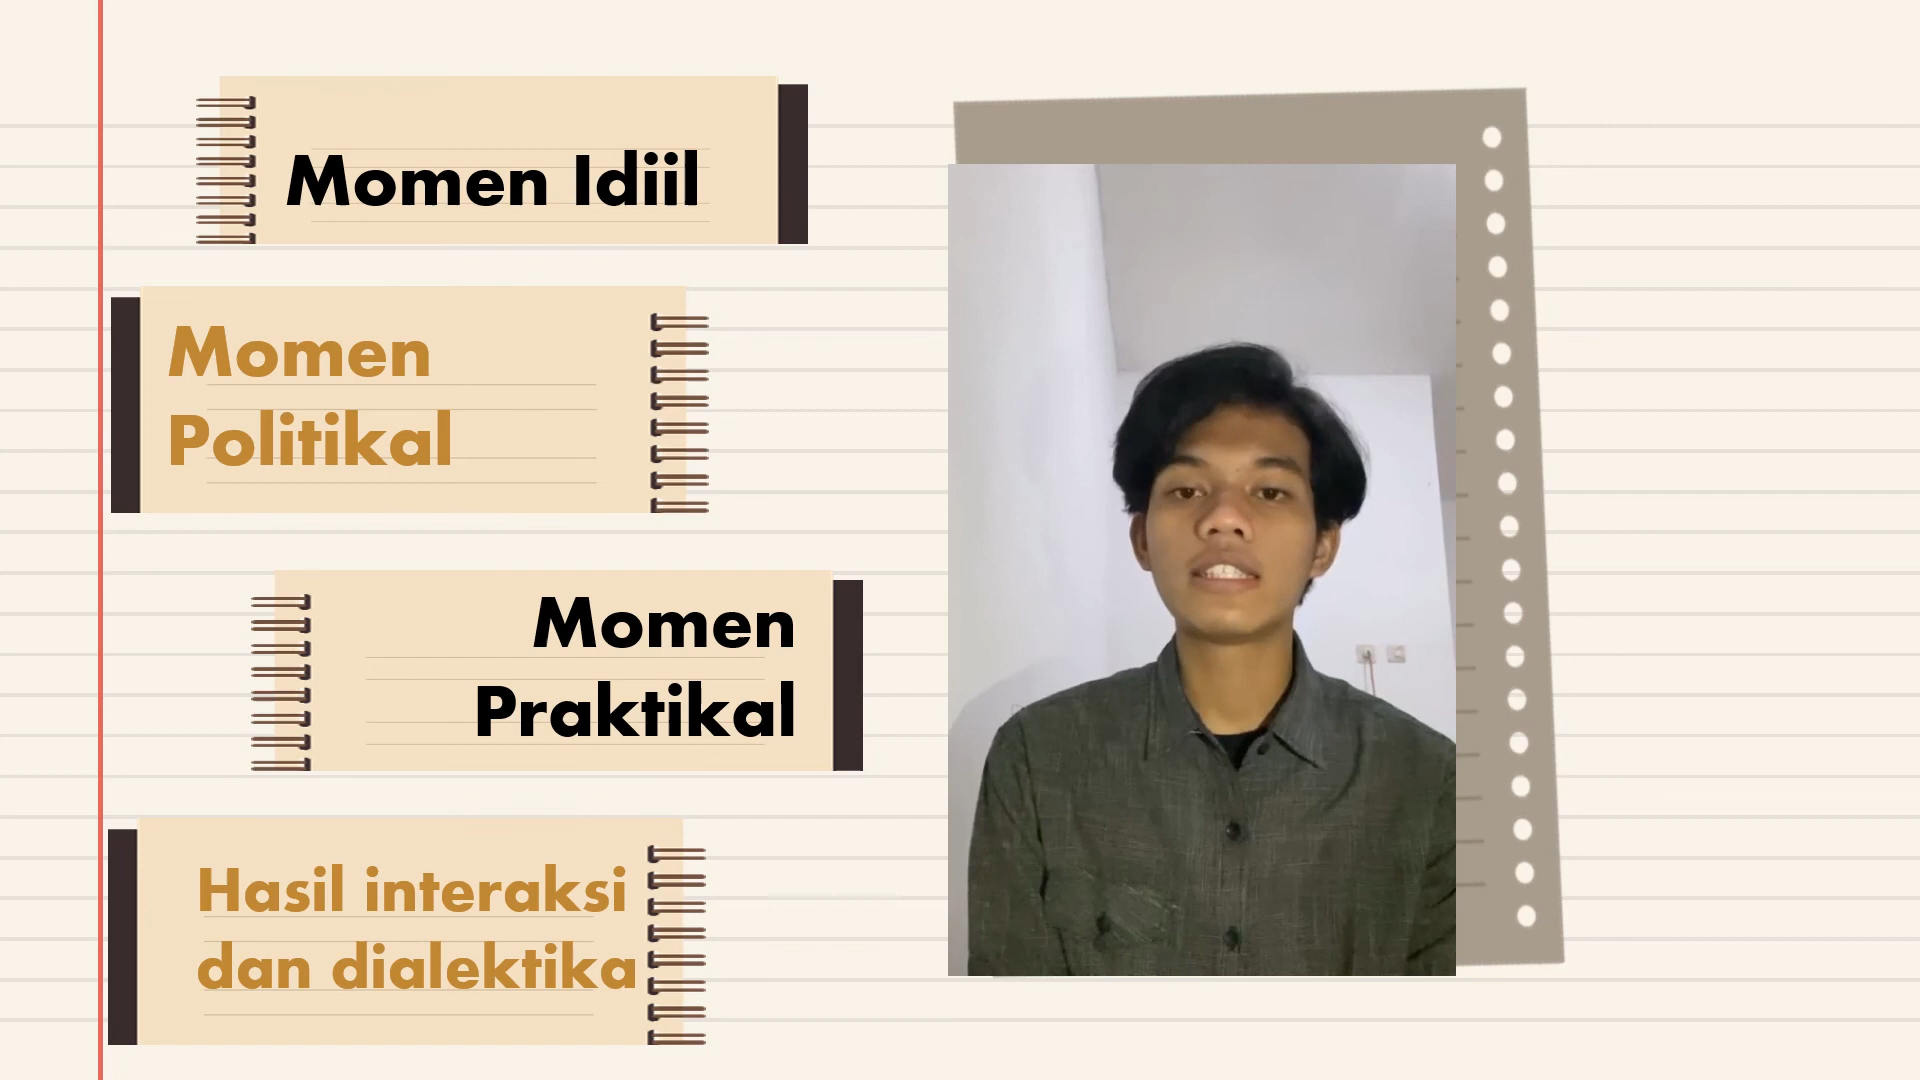 Momen Idiil
Momen
Politikal
Momen
Praktikal
Hasil interaksi
dan dialektika